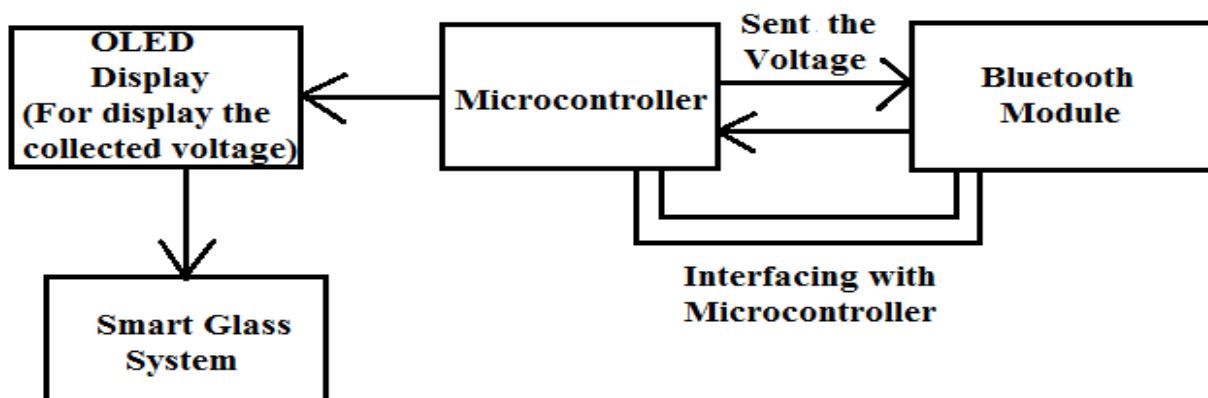 OLED
Display
(For display the
collected voltage)
Microcontroller
Sent the
Voltage
Bluetooth
Module
Interfacing with
Microcontroller
Smart Glass
System